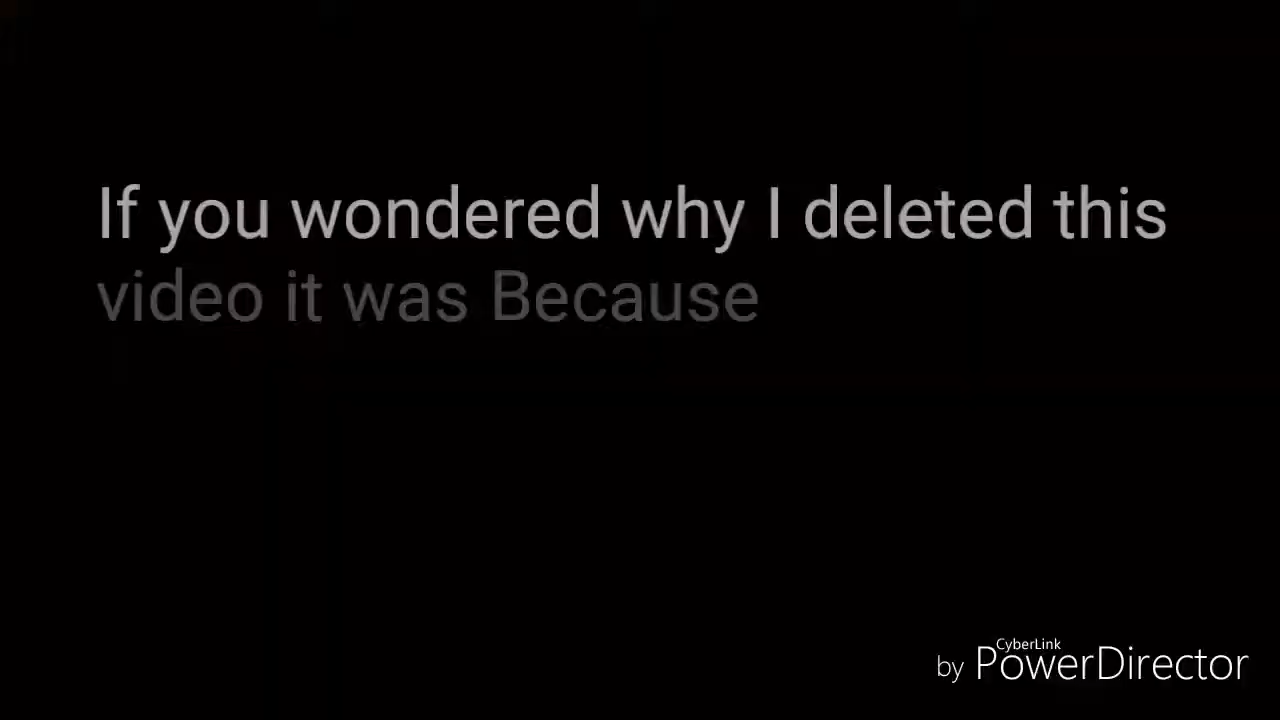 If you wondered why I deleted this
video it was Because
CyberLink
by PowerDirector